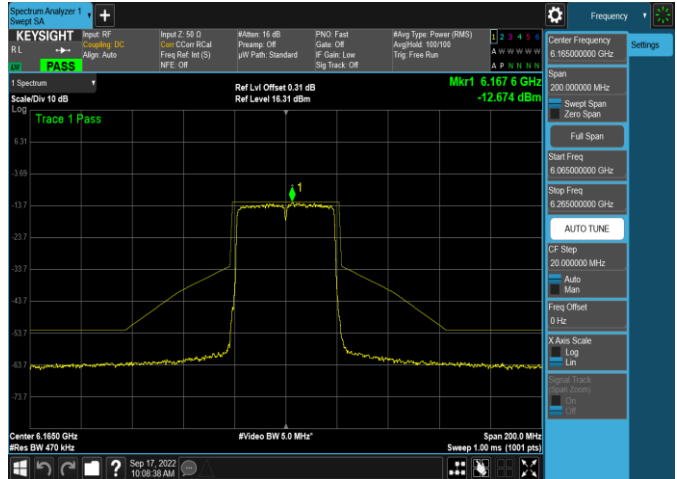 Spectrum Analyzer 1
Swept SA
Frequency
KEYSIGHT
Input: RF
Input Z: 50 Ω
#Atten: 16 dB
PNO: Fast
#Avg Type: Power (RMS)
1 2 3 4 5 6
RL
Coupling: DC
Corr CCorr RCal
Preamp: Off
Gate: Off
Avg|Hold: 100/100
A W W W W W
Align: Auto
Freq Ref: Int (S)
µW Path: Standard
IF Gain: Low
Trig: Free Run
PASS
NFE: Off
Sig Track: Off
A P N N N N
1 Spectrum
Ref Lvl Offset 0.31 dB
Mkr1 6.167 6 GHz
Scale/Div 10 dB
Ref Level 16.31 dBm
-12.674 dBm
Log
Trace 1 Pass
6.31
-3.69
1
-13.7
-23.7
-33.7
-43.7
-53.7
-63.7
-73.7
Center 6.1650 GHz
#Video BW 5.0 MHz*
Span 200.0 MHz
#Res BW 470 kHz
Sweep 1.00 ms (1001 pts)
Sep 17, 2022
10:08:38 AM
Center Frequency
6.165000000 GHz
Settings
Span
200.000000 MHz
Swept Span
Zero Span
Full Span
Start Freq
6.065000000 GHz
Stop Freq
6.265000000 GHz
AUTO TUNE
CF Step
20.000000 MHz
Auto
Man
Freq Offset
0 Hz
X Axis Scale
Log
Lin
Signal Track
(Span Zoom)
On
Off